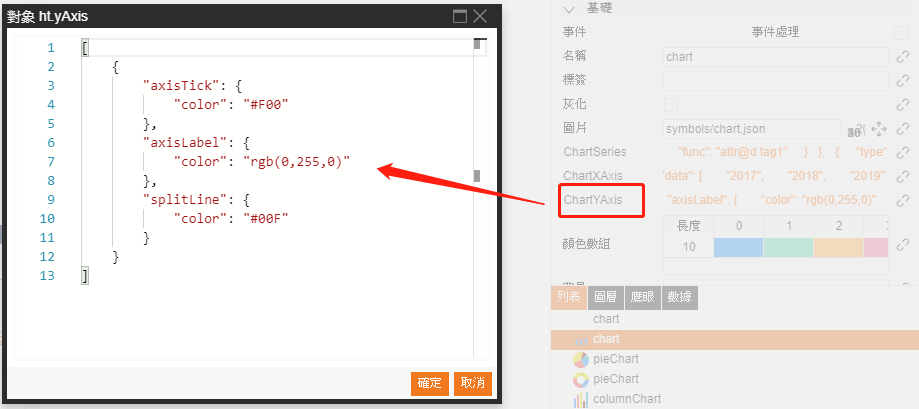 對象 ht.yAxis
1 [
2 {
3 "axisTick": {
4 "color": "#F00"
5 },
6 "axisLabel": {
7 "color": "rgb(0,255,0)"
8 },
9 "splitLine": {
10 "color": "#00F"
11 }
12 }
13 ]
確定 取消
基礎
事件 事件處理
名稱 chart
標簽
灰化
圖片 symbols/chart.json
ChartSeries "func": "attr@d.tag1" } }, { "type":
ChartXAxis 'data": [ "2017", "2018", "2019"
ChartYAxis "axisLabel": { "color": "rgb(0,255,0)"
顏色數組 長度 0 1 2
10
列表 圖層 鷹眼 數據
chart
chart
pieChart
pieChart
columnChart